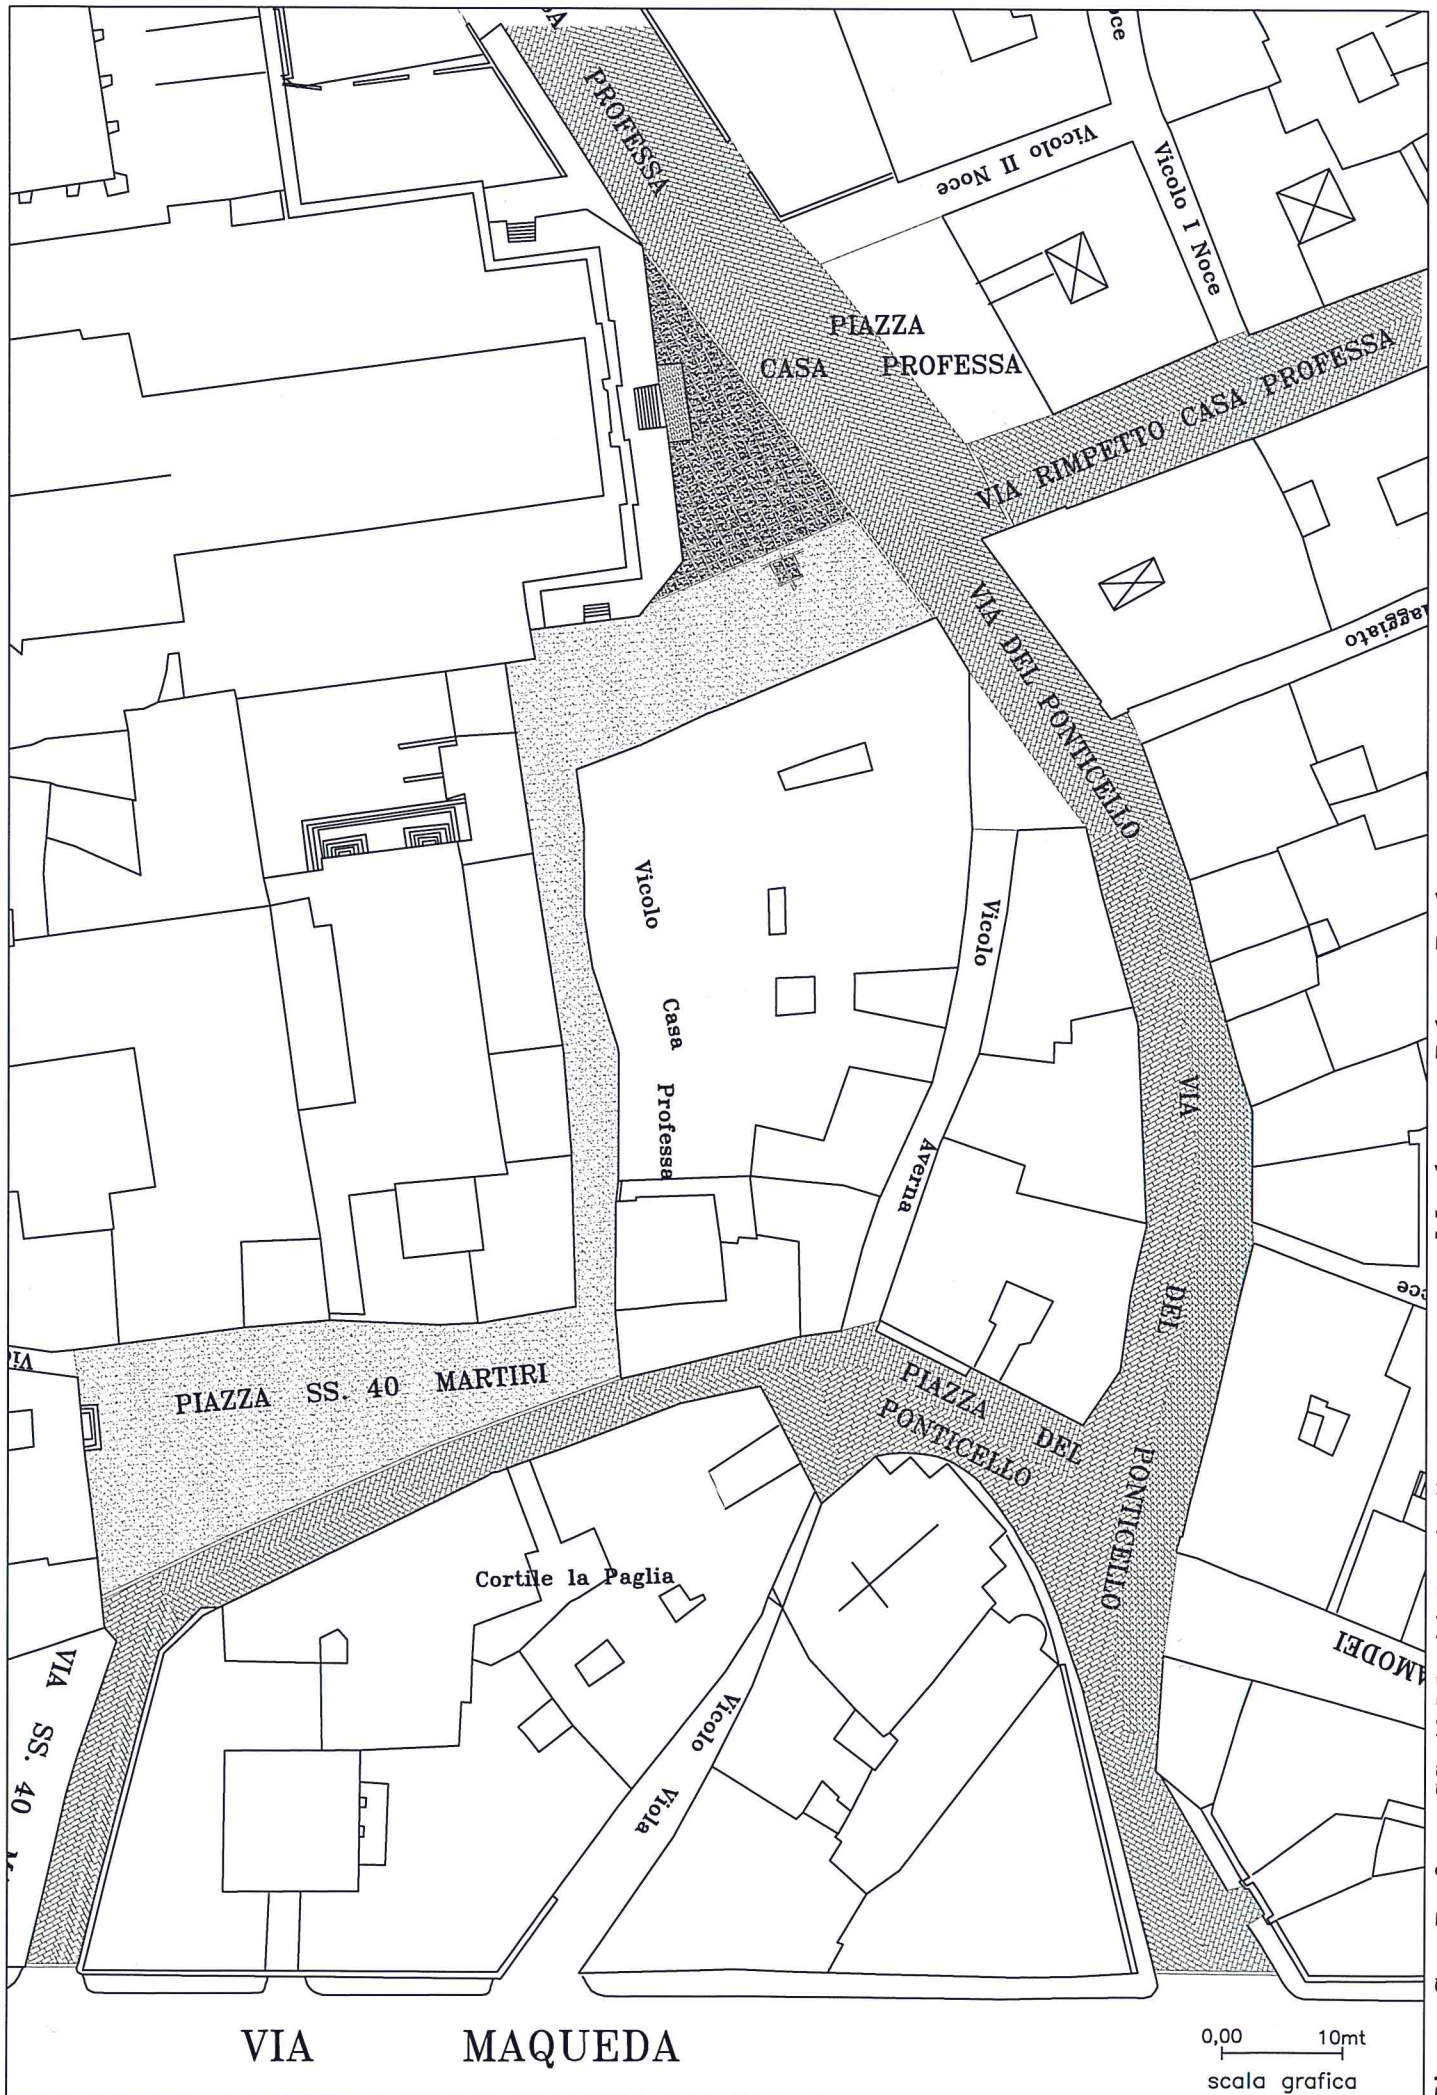 PROFESSA
Vicolo II Noce
Vicolo I Noce
PIAZZA
CASA PROFESSA
VIA RIMPETTO CASA PROFESSA
VIA DEL PONTICELLO
Vicolo Casa Professa
Vicolo Averna
VIA DEL PONTICELLO
PIAZZA SS. 40 MARTIRI
PIAZZA DEL
PONTICELLO
Cortile la Paglia
VIA SS. 40
Vicolo Viola
VIA MAQUEDA
0,00 10mt
scala grafica